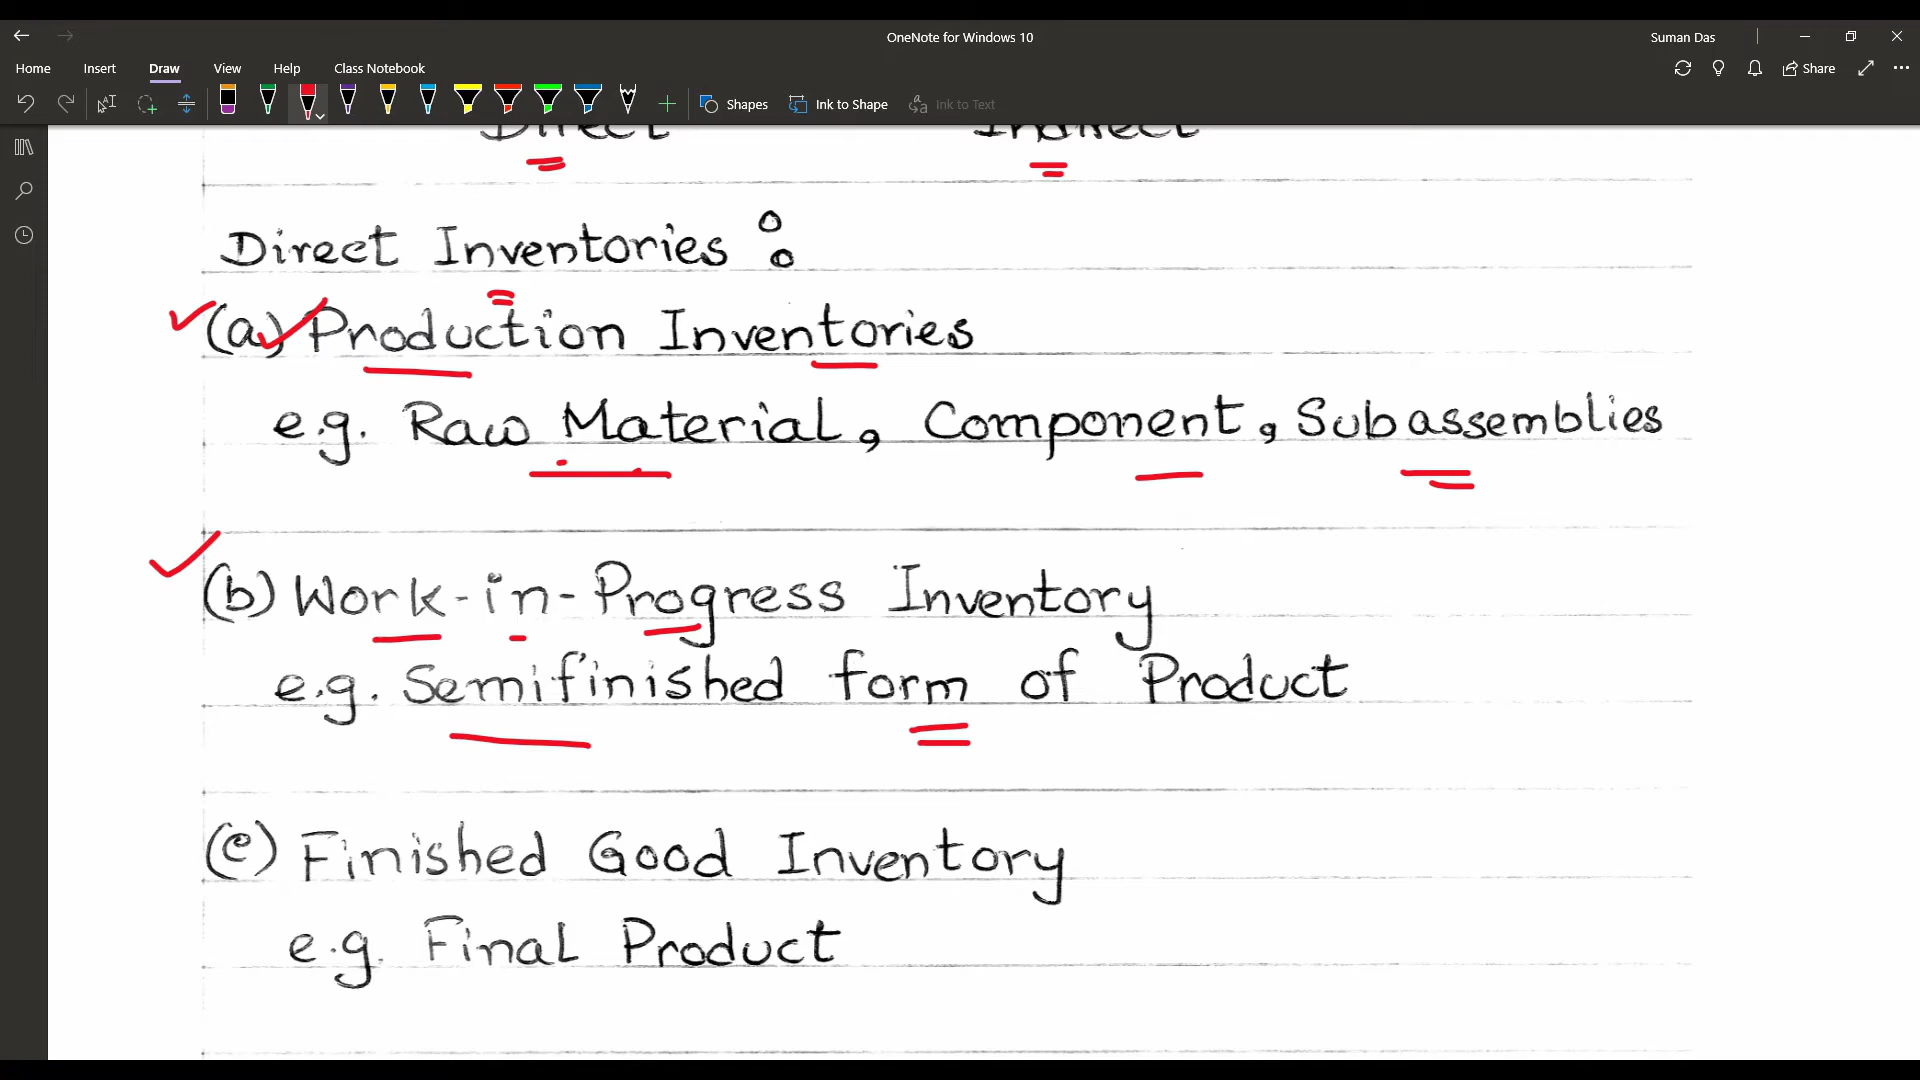 OneNote for Windows 10
Suman Das
Home Insert Draw View Help Class Notebook
Share
Shapes Ink to Shape Ink to Text
Direct Indirect
Direct Inventories :
(a) Production Inventories
e.g. Raw Material, Component, Subassemblies
(b) Work-in-Progress Inventory
e.g. Semifinished form of Product
(c) Finished Good Inventory
e.g. Final Product